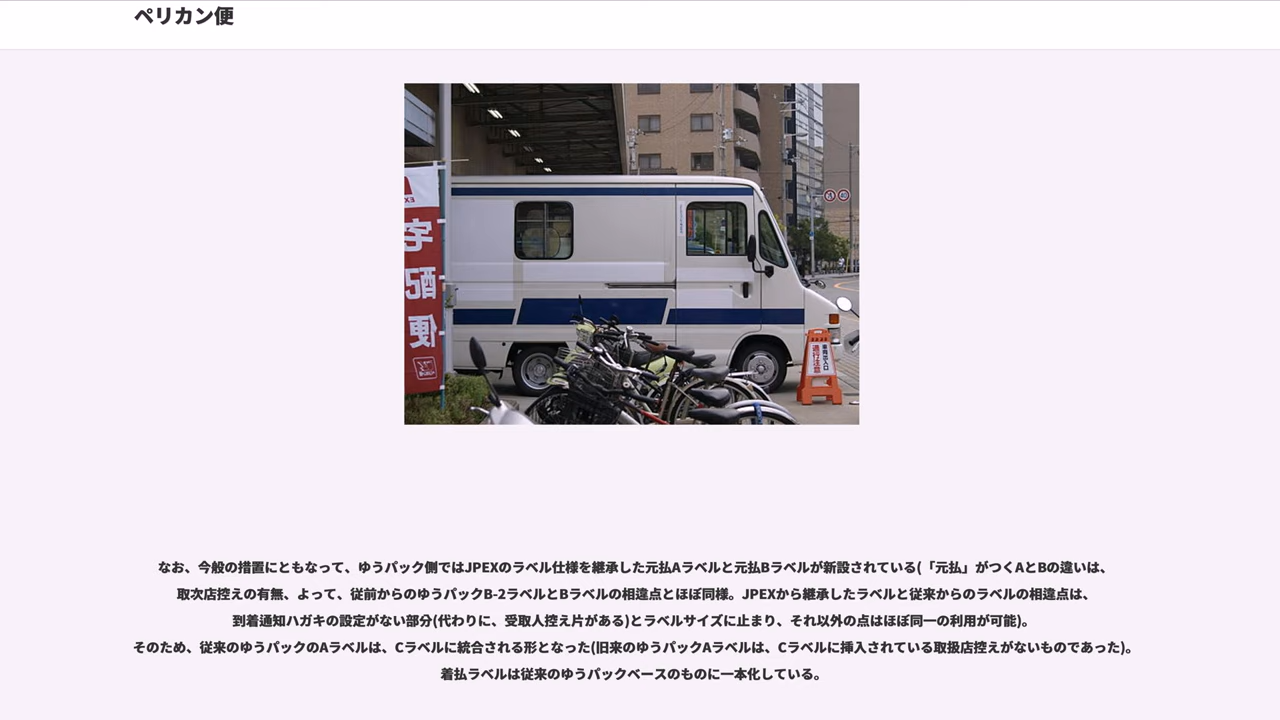 ペリカン便
宅配便
車両出入口
通行注意
なお、今般の措置にともなって、ゆうパック側ではJPEXのラベル仕様を継承した元払Aラベルと元払Bラベルが新設されている(「元払」がつくAとBの違いは、
取次店控えの有無、よって、従前からのゆうパックB-2ラベルとBラベルの相違点とほぼ同様。JPEXから継承したラベルと従来からのラベルの相違点は、
到着通知ハガキの設定がない部分(代わりに、受取人控え片がある)とラベルサイズに止まり、それ以外の点はほぼ同一の利用が可能)。
そのため、従来のゆうパックのAラベルは、Cラベルに統合される形となった(旧来のゆうパックAラベルは、Cラベルに挿入されている取扱店控えがないものであった)。
着払ラベルは従来のゆうパックベースのものに一本化している。